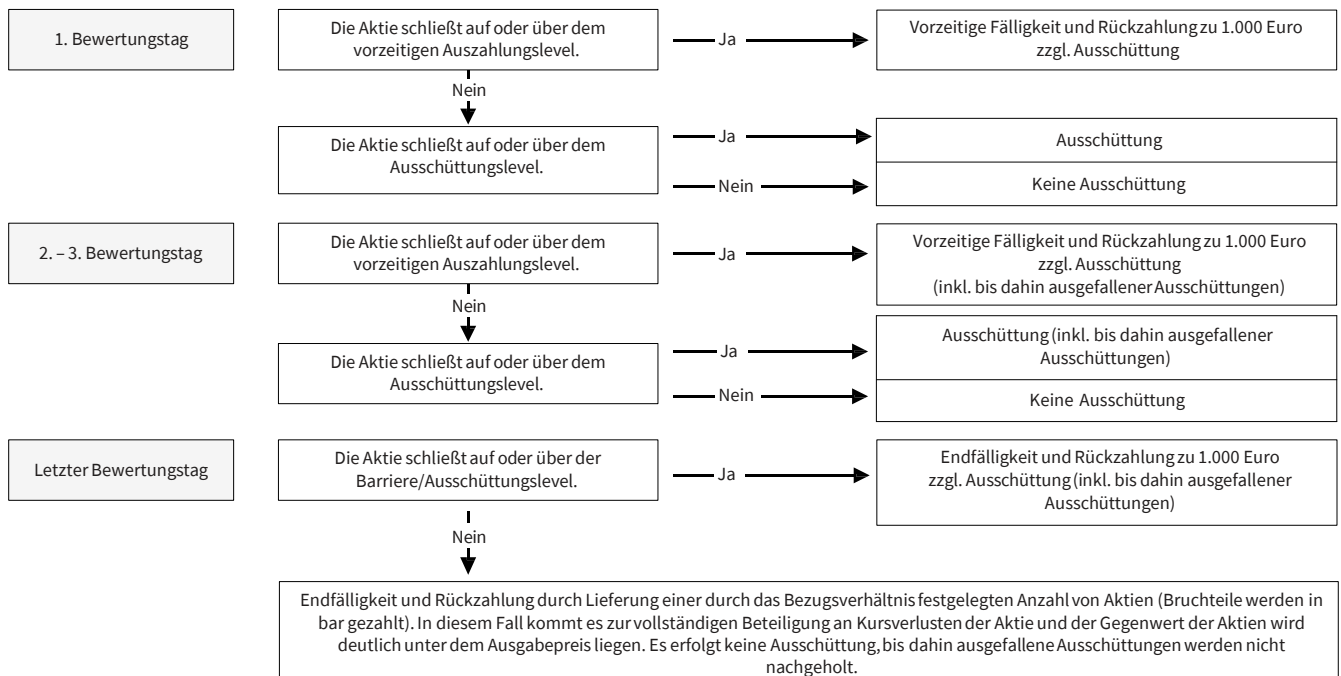 1. Bewertungstag
Die Aktie schließt auf oder über dem
vorzeitigen Auszahlungslevel.
Ja
Vorzeitige Fälligkeit und Rückzahlung zu 1.000 Euro
zzgl. Ausschüttung
Nein
Die Aktie schließt auf oder über dem
Ausschüttungslevel.
Ja
Ausschüttung
Nein
Keine Ausschüttung
2. – 3. Bewertungstag
Die Aktie schließt auf oder über dem
vorzeitigen Auszahlungslevel.
Ja
Vorzeitige Fälligkeit und Rückzahlung zu 1.000 Euro
zzgl. Ausschüttung
(inkl. bis dahin ausgefallener Ausschüttungen)
Nein
Die Aktie schließt auf oder über dem
Ausschüttungslevel.
Ja
Ausschüttung (inkl. bis dahin ausgefallener
Ausschüttungen)
Nein
Keine Ausschüttung
Letzter Bewertungstag
Die Aktie schließt auf oder über der
Barriere/Ausschüttungslevel.
Ja
Endfälligkeit und Rückzahlung zu 1.000 Euro
zzgl. Ausschüttung (inkl. bis dahin ausgefallener
Ausschüttungen)
Nein
Endfälligkeit und Rückzahlung durch Lieferung einer durch das Bezugsverhältnis festgelegten Anzahl von Aktien (Bruchteile werden in
bar gezahlt). In diesem Fall kommt es zur vollständigen Beteiligung an Kursverlusten der Aktie und der Gegenwert der Aktien wird
deutlich unter dem Ausgabepreis liegen. Es erfolgt keine Ausschüttung, bis dahin ausgefallene Ausschüttungen werden nicht
nachgeholt.